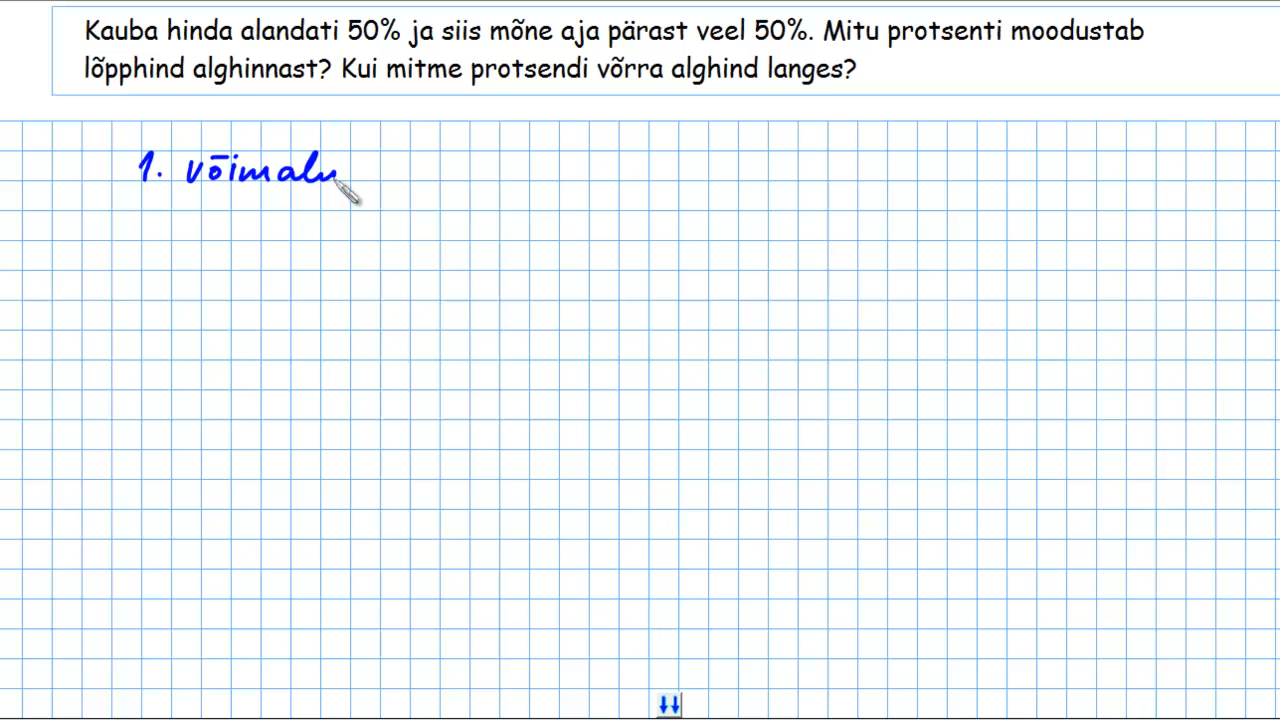 Kauba hinda alandati 50% ja siis mõne aja pärast veel 50%. Mitu protsenti moodustab
lõpphind alghinnast? Kui mitme protsendi võrra alghind langes?
1. võimalu